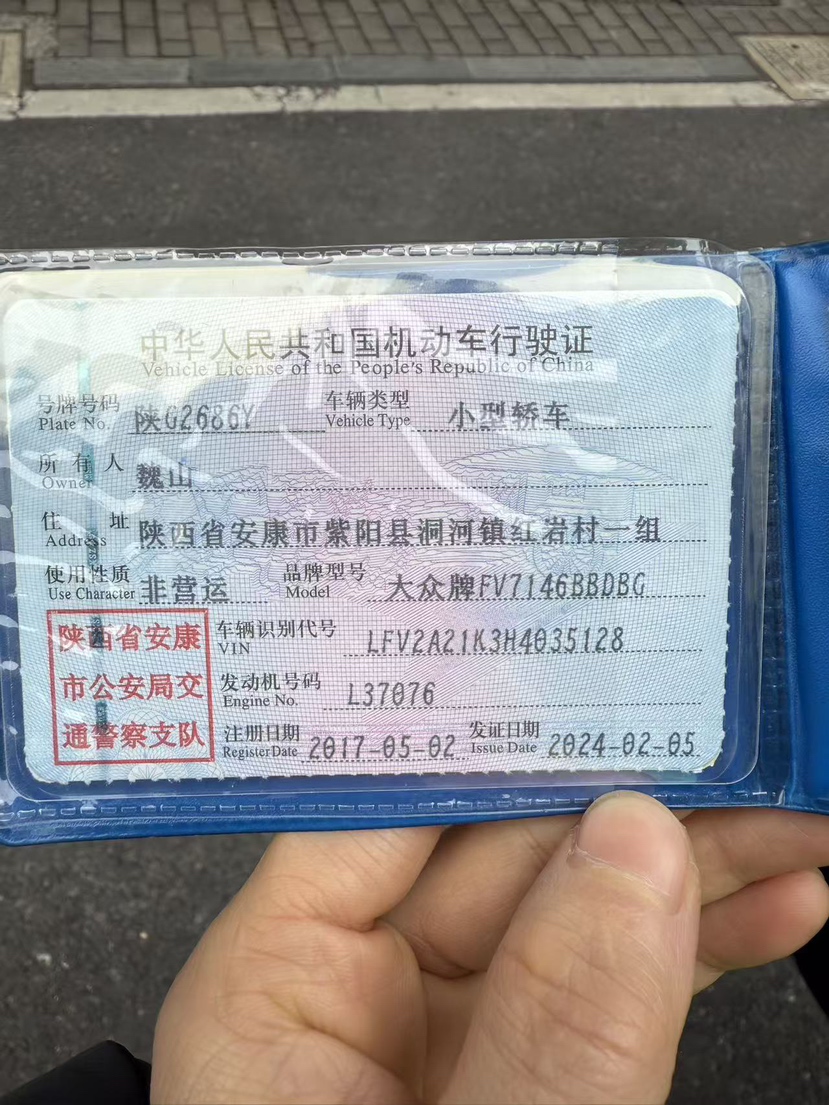 中华人民共和国机动车行驶证
Vehicle License of the People's Republic of China
号牌号码 Plate No. 陕G2686Y 车辆类型 Vehicle Type 小型轿车
所有人 Owner 魏山
住址 Address 陕西省安康市紫阳县洞河镇红岩村一组
使用性质 Use Character 非营运 品牌型号 Model 大众牌FV7146BBDBG
陕西省安康 车辆识别代号 VIN LFV2A21K3H4035128
市公安局交 发动机号码 Engine No. L37076
通警察支队 注册日期 Register Date 2017-05-02 发证日期 Issue Date 2024-02-05